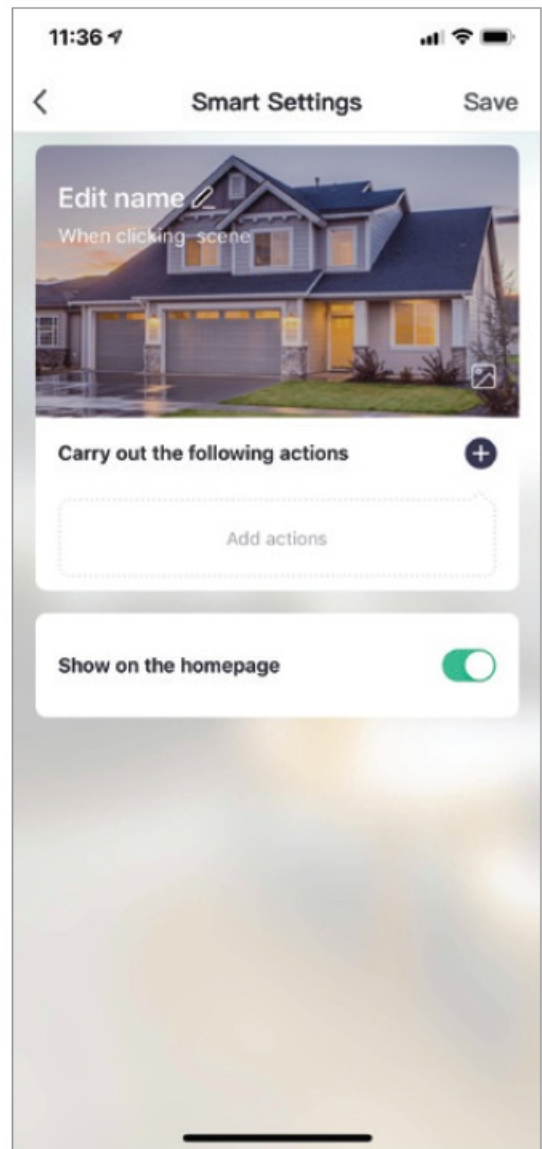 11:36
Smart Settings
Save
Edit name
When clicking scene
Carry out the following actions
Add actions
Show on the homepage